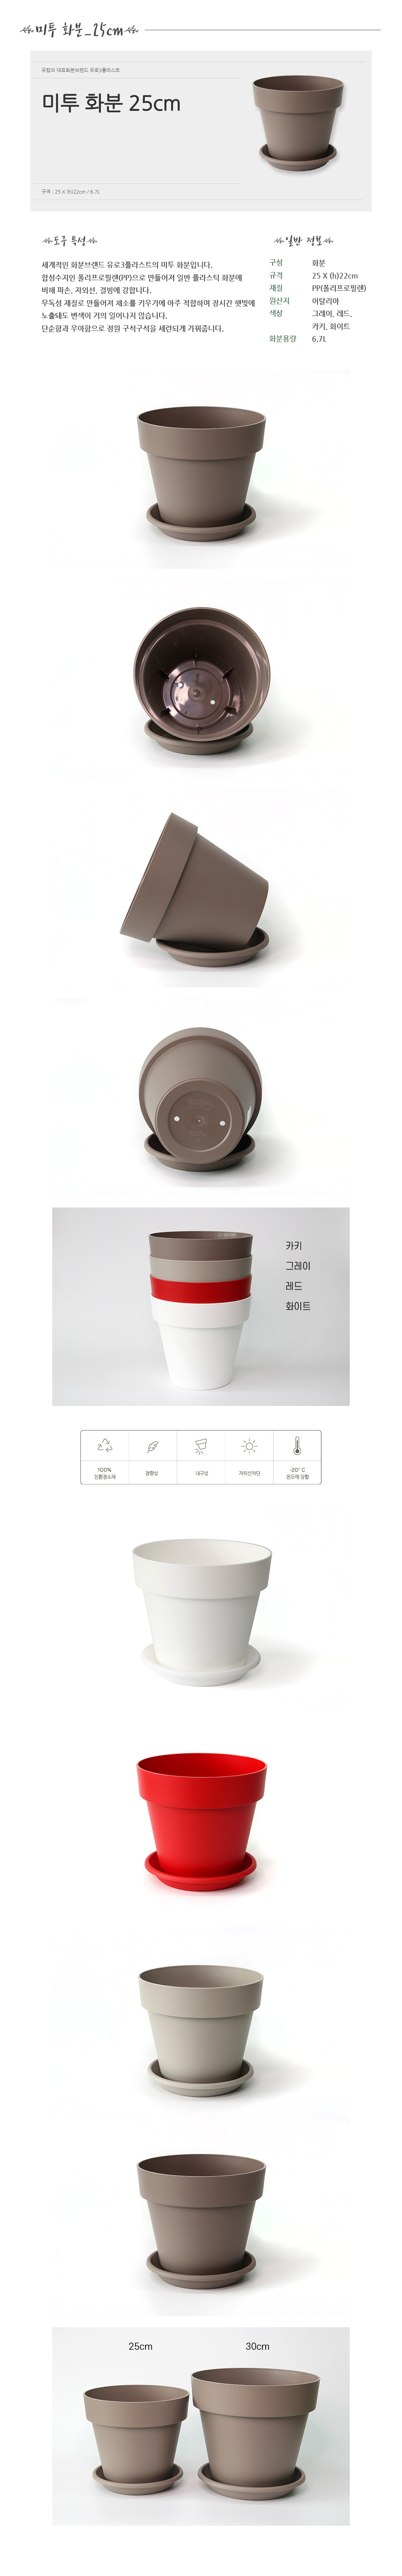 미투 화분_25cm
유럽의 대표화분브랜드 유로3플라스트
미투 화분 25cm
규격 : 25 X (h)22cm / 6.7L
도구 특성
세계적인 화분브랜드 유로3플라스트의 미투 화분입니다.
합성수지인 폴리프로필렌(PP)으로 만들어져 일반 플라스틱 화분에
비해 파손, 자외선, 결빙에 강합니다.
무독성 재질로 만들어져 채소를 키우기에 아주 적합하며 장시간 햇빛에
노출돼도 변색이 거의 일어나지 않습니다.
단순함과 우아함으로 정원 구석구석을 세련되게 가꿔줍니다.
일반 정보
구성 화분
규격 25 X (h)22cm
재질 PP(폴리프로필렌)
원산지 이탈리아
색상 그레이, 레드,
카키, 화이트
화분용량 6.7L
카키
그레이
레드
화이트
100%
친환경소재
경량성
내구성
자외선차단
-20° C
온도에 강함
25cm
30cm